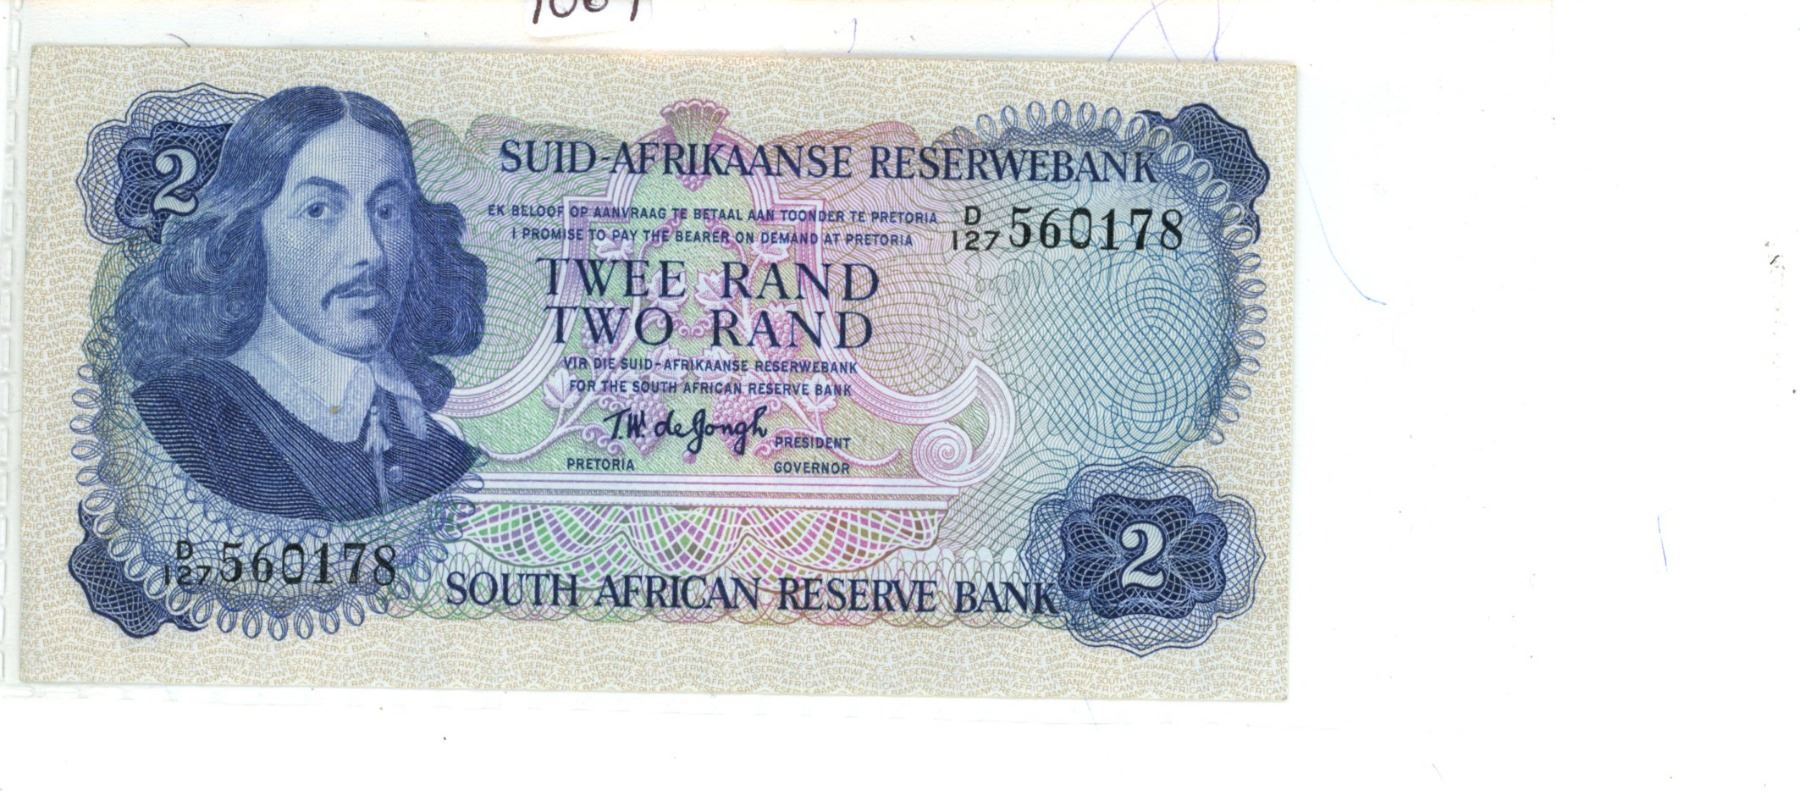 2
SUID-AFRIKAANSE RESERWEBANK
EK BELOOF OP AANVRAAG TE BETAAL AAN TOONDER TE PRETORIA
I PROMISE TO PAY THE BEARER ON DEMAND AT PRETORIA
D/127 560178
TWEE RAND
TWO RAND
VIR DIE SUID-AFRIKAANSE RESERWEBANK
FOR THE SOUTH AFRICAN RESERVE BANK
T.W. de Jongh
PRESIDENT
PRETORIA
GOVERNOR
D/127 560178
SOUTH AFRICAN RESERVE BANK
2